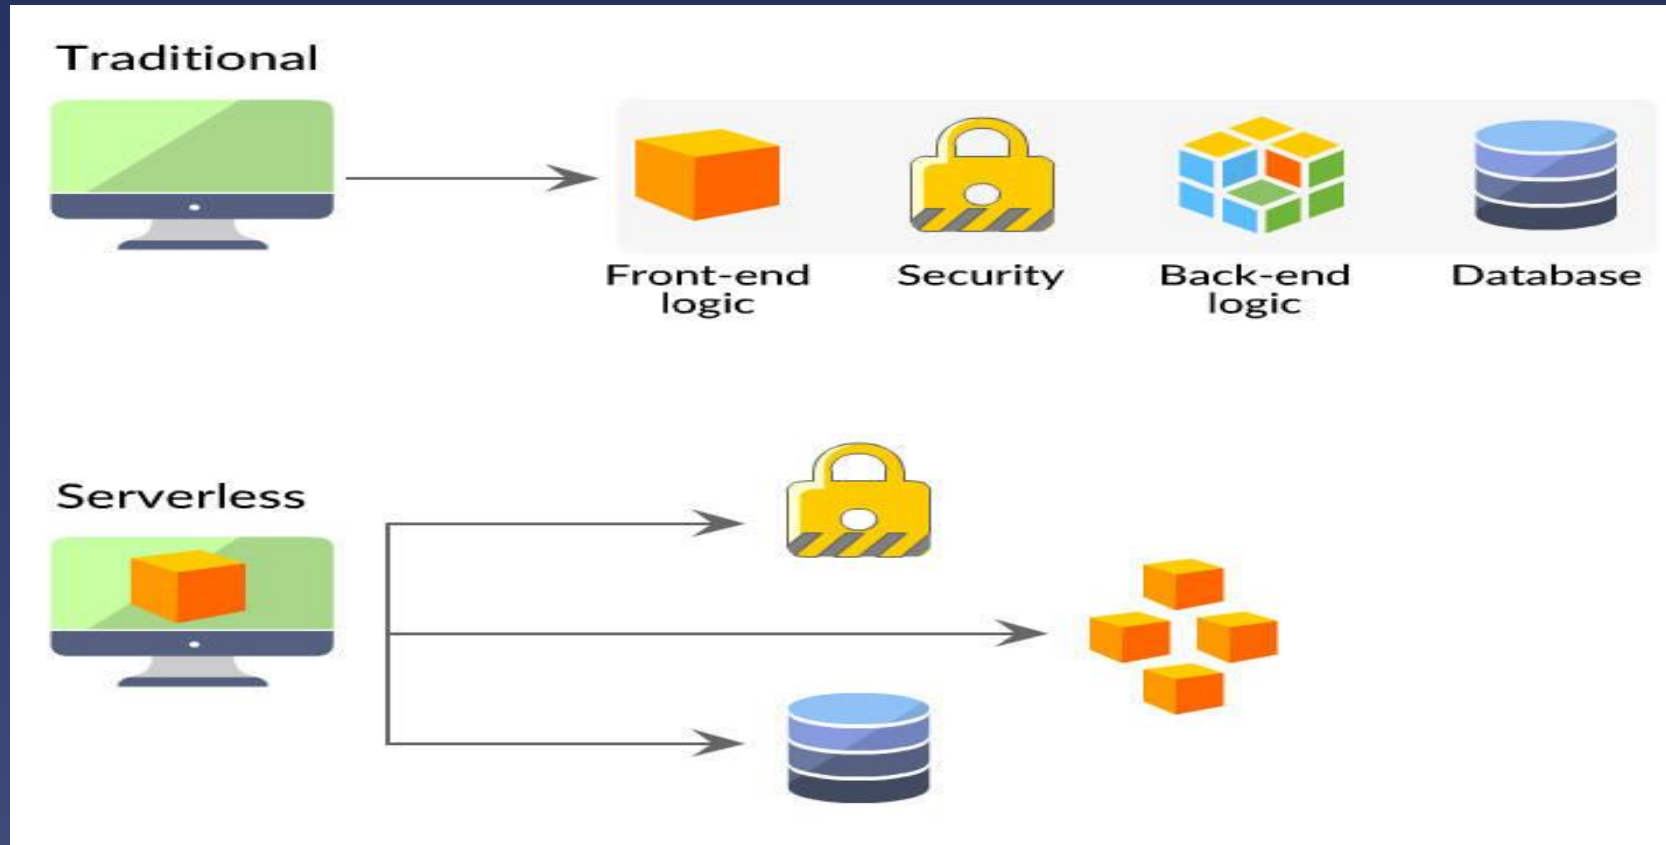 Traditional
Front-end
logic
Security
Back-end
logic
Database
Serverless